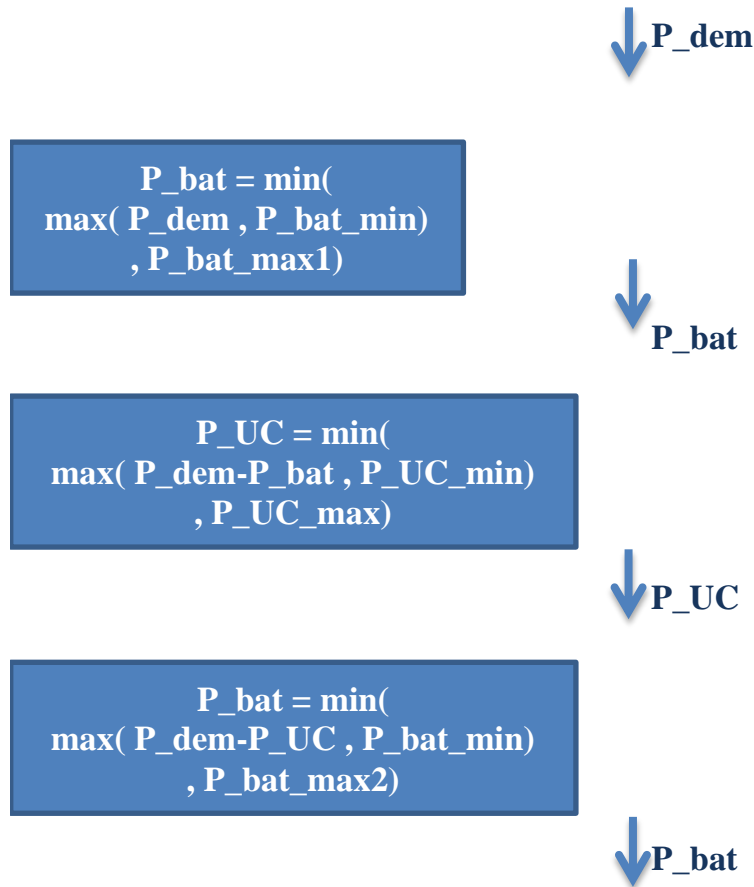 P_dem
P_bat = min(
max( P_dem , P_bat_min)
, P_bat_max1)
P_bat
P_UC = min(
max( P_dem-P_bat , P_UC_min)
, P_UC_max)
P_UC
P_bat = min(
max( P_dem-P_UC , P_bat_min)
, P_bat_max2)
P_bat